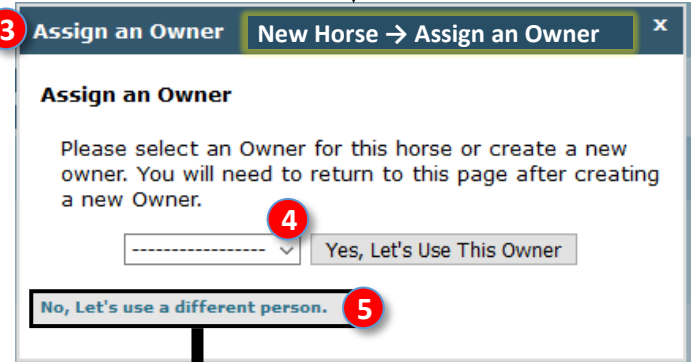 3 Assign an Owner New Horse → Assign an Owner x
Assign an Owner
Please select an Owner for this horse or create a new
owner. You will need to return to this page after creating
a new Owner.
4
----------------- Yes, Let's Use This Owner
No, Let's use a different person. 5